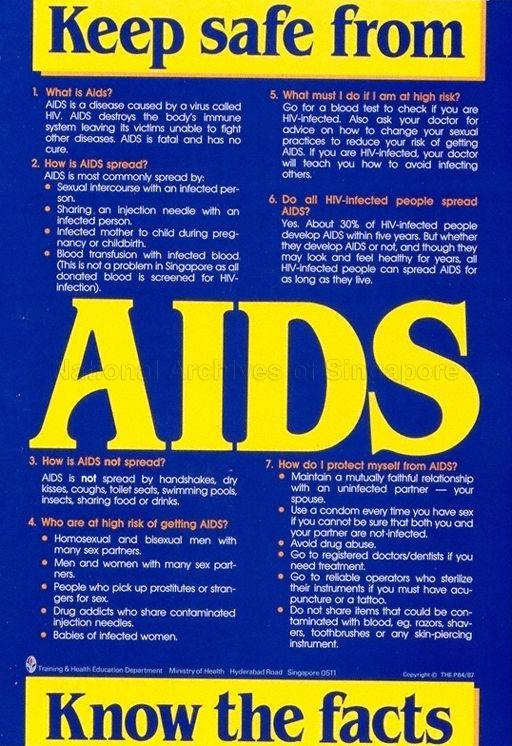 Keep safe from
1. What is Aids?
AIDS is a disease caused by a virus called
HIV. AIDS destroys the body's immune
system leaving its victims unable to fight
other diseases. AIDS is fatal and has no
cure.
2. How is AIDS spread?
AIDS is most commonly spread by:
• Sexual intercourse with an infected per-
son.
• Sharing an injection needle with an
infected person.
• Infected mother to child during preg-
nancy or childbirth.
• Blood transfusion with infected blood.
(This is not a problem in Singapore as all
donated blood is screened for HIV-
infection).
5. What must I do if I am at high risk?
Go for a blood test to check if you are
HIV-infected. Also ask your doctor for
advice on how to change your sexual
practices to reduce your risk of getting
AIDS. If you are HIV-infected, your doctor
will teach you how to avoid infecting
others.
6. Do all HIV-infected people spread
AIDS?
Yes. About 30% of HIV-infected people
develop AIDS within five years. But whether
they develop AIDS or not, and though they
may look and feel healthy for years, all
HIV-infected people can spread AIDS for
as long as they live.
AIDS
National Archives of Singapore
3. How is AIDS not spread?
AIDS is not spread by handshakes, dry
kisses, coughs, toilet seats, swimming pools,
insects, sharing food or drinks.
4. Who are at high risk of getting AIDS?
• Homosexual and bisexual men with
many sex partners.
• Men and women with many sex part-
ners.
• People who pick up prostitutes or stran-
gers for sex.
• Drug addicts who share contaminated
injection needles.
• Babies of infected women.
7. How do I protect myself from AIDS?
• Maintain a mutually faithful relationship
with an uninfected partner — your
spouse.
• Use a condom every time you have sex
if you cannot be sure that both you and
your partner are not-infected.
• Avoid drug abuse.
• Go to registered doctors/dentists if you
need treatment.
• Go to reliable operators who sterilize
their instruments if you must have acu-
puncture or a tattoo.
• Do not share items that could be con-
taminated with blood, eg. razors, shav-
ers, toothbrushes or any skin-piercing
instrument.
Training & Health Education Department Ministry of Health Hyderabad Road Singapore 0511
Copyright © THE P84/87
Know the facts